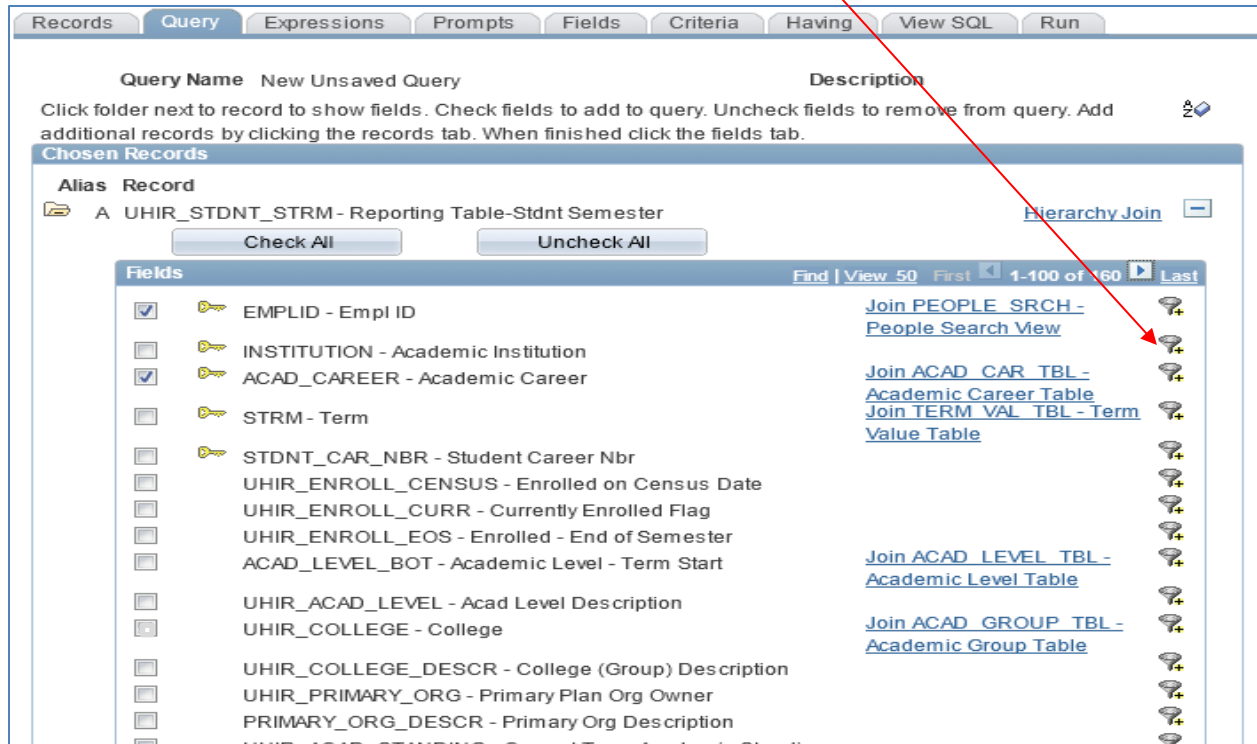 Records Query Expressions Prompts Fields Criteria Having View SQL Run
Query Name New Unsaved Query Description
Click folder next to record to show fields. Check fields to add to query. Uncheck fields to remove from query. Add
additional records by clicking the records tab. When finished click the fields tab.
Chosen Records
Alias Record
A UHIR_STDNT_STRM - Reporting Table-Stdnt Semester Hierarchy Join
Check All Uncheck All
Fields Find | View 50 First 1-100 of 160 Last
EMPLID - Empl ID Join PEOPLE_SRCH -
People Search View
INSTITUTION - Academic Institution
ACAD_CAREER - Academic Career Join ACAD_CAR_TBL -
Academic Career Table
STRM - Term Join TERM_VAL_TBL - Term
Value Table
STDNT_CAR_NBR - Student Career Nbr
UHIR_ENROLL_CENSUS - Enrolled on Census Date
UHIR_ENROLL_CURR - Currently Enrolled Flag
UHIR_ENROLL_EOS - Enrolled - End of Semester
ACAD_LEVEL_BOT - Academic Level - Term Start Join ACAD_LEVEL_TBL -
Academic Level Table
UHIR_ACAD_LEVEL - Acad Level Description
UHIR_COLLEGE - College Join ACAD_GROUP_TBL -
Academic Group Table
UHIR_COLLEGE_DESCR - College (Group) Description
UHIR_PRIMARY_ORG - Primary Plan Org Owner
PRIMARY_ORG_DESCR - Primary Org Description